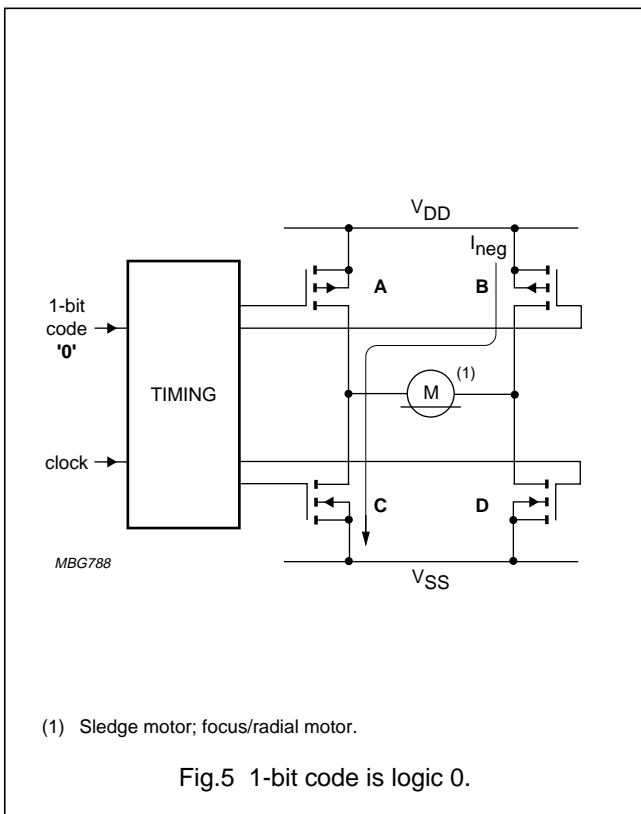 V_DD
I_neg
A
B
1-bit
code
'0'
TIMING
M
(1)
clock
C
D
MBG788
V_SS
(1) Sledge motor; focus/radial motor.
Fig.5 1-bit code is logic 0.